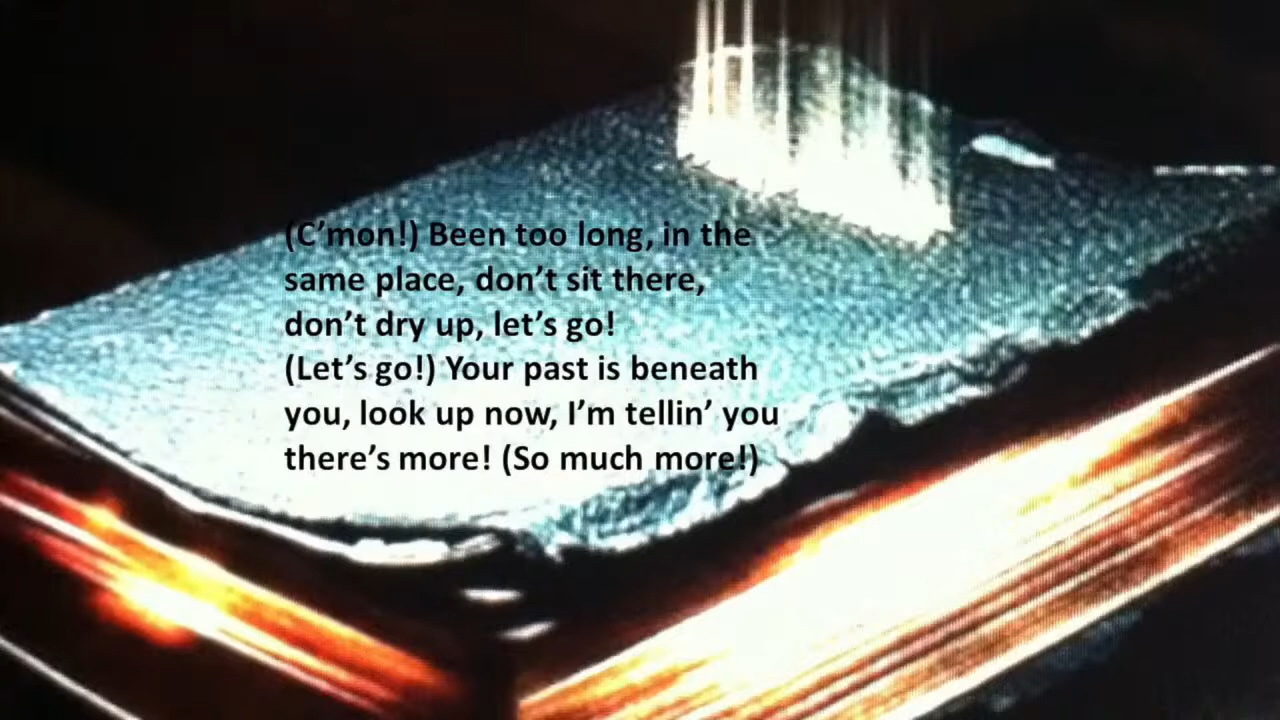 (C’mon!) Been too long, in the
same place, don’t sit there,
don’t dry up, let’s go!
(Let’s go!) Your past is beneath
you, look up now, I’m tellin’ you
there’s more! (So much more!)